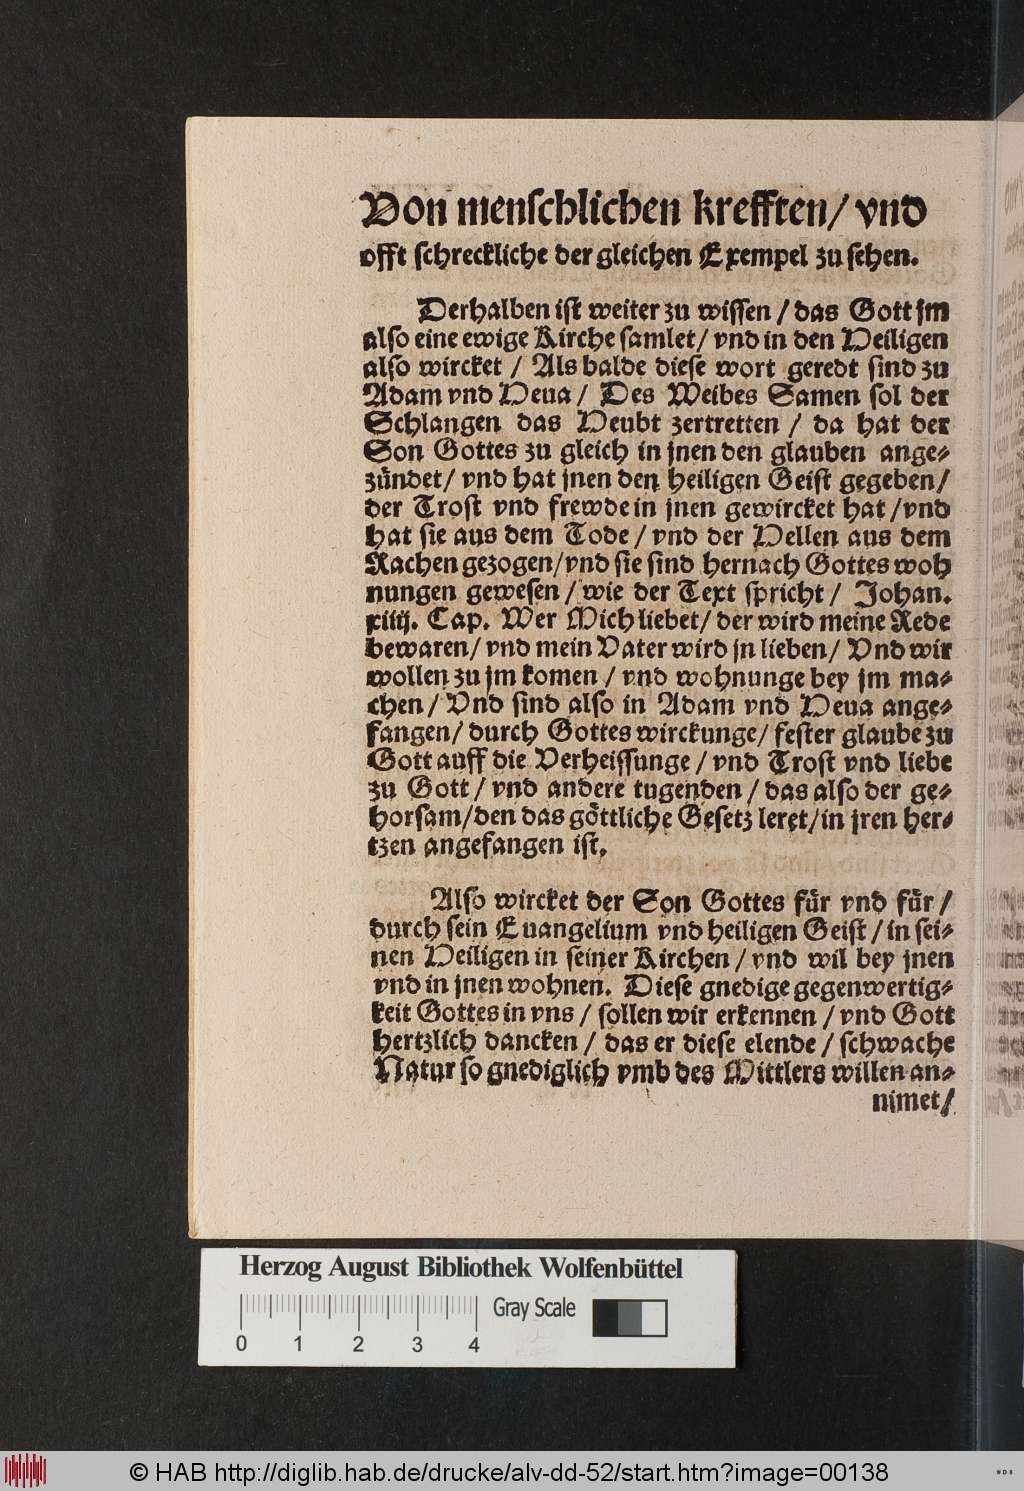 Von menschlichen krefften/ vnd
offt schreckliche der gleichen Exempel zu sehen.
Derhalben ist weiter zu wissen / das Gott jm
also eine ewige Kirche samlet/ vnd in den Heiligen
also wircket / Als balde diese wort geredt sind zu
Adam vnd Heua / Des Weibes Samen sol der
Schlangen das Heubt zertretten / da hat der
Son Gottes zu gleich in jnen den glauben ange-
zündet/ vnd hat jnen den heiligen Geist gegeben/
der Trost vnd frewde in jnen gewircket hat /vnd
hat sie aus dem Tode / vnd der Hellen aus dem
Rachen gezogen/vnd sie sind hernach Gottes woh
nungen gewesen / wie der Text spricht / Johan.
xiiij. Cap. Wer Mich liebet/ der wird meine Rede
bewaren/ vnd mein Vater wird jn lieben/ Vnd wir
wollen zu jm komen / vnd wohnunge bey jm ma-
chen / Vnd sind also in Adam vnd Heua ange-
fangen/ durch Gottes wirckunge/ fester glaube zu
Gott auff die Verheissunge / vnd Trost vnd liebe
zu Gott / vnd andere tugenden / das also der ge-
horsam/den das göttliche Gesetz leret/in jren her-
tzen angefangen ist.
Also wircket der Son Gottes für vnd für /
durch sein Euangelium vnd heiligen Geist / in sei-
nen Heiligen in seiner Kirchen / vnd wil bey jnen
vnd in jnen wohnen. Diese gnedige gegenwertig-
keit Gottes in vns / sollen wir erkennen / vnd Gott
hertzlich dancken / das er diese elende / schwache
Natur so gnediglich vmb des Mittlers willen an-
nimet/
Herzog August Bibliothek Wolfenbüttel
Gray Scale
0 1 2 3 4
© HAB http://diglib.hab.de/drucke/alv-dd-52/start.htm?image=00138